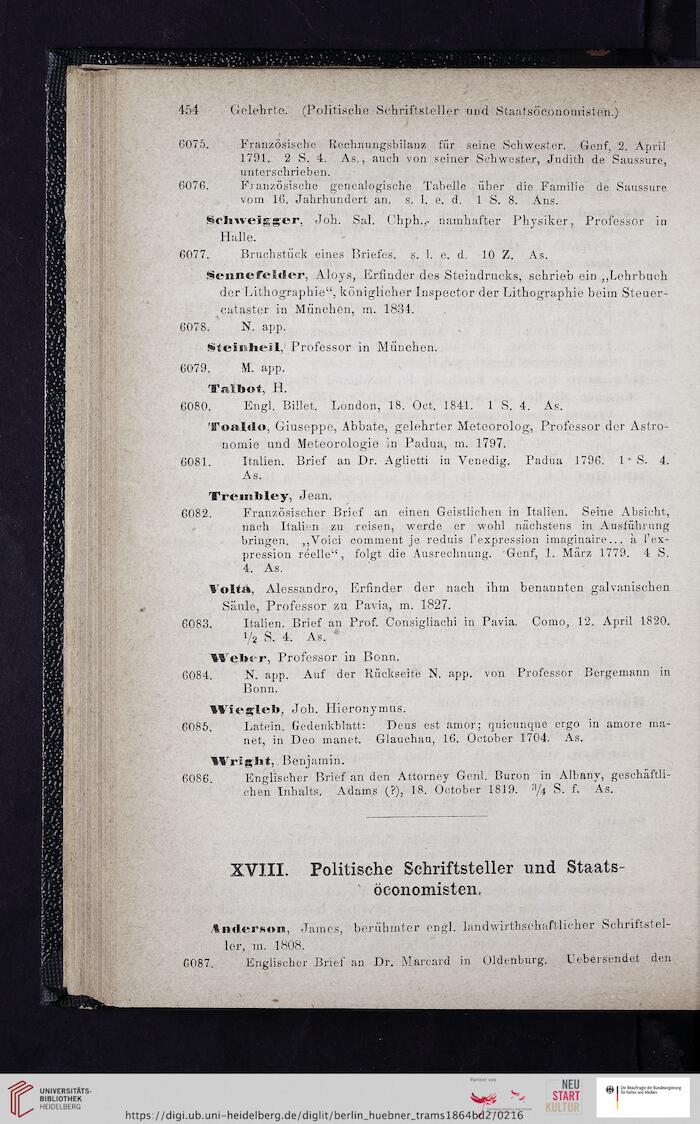 454 Gelehrte. (Politische Schriftsteller und Staatsöconomisten.)
6075. Französische Rechnungsbilanz für seine Schwester. Genf, 2. April
1791. 2 S. 4. As., auch von seiner Schwester, Judith de Saussure,
unterschrieben.
6076. Französische genealogische Tabelle über die Familie de Saussure
vom 16. Jahrhundert an. s. l. e. d. 1 S. 8. Ans.
Schweigger, Joh. Sal. Chph., namhafter Physiker, Professor in
Halle.
6077. Bruchstück eines Briefes. s. l. e. d. 10 Z. As.
Sennefelder, Aloys, Erfinder des Steindrucks, schrieb ein „Lehrbuch
der Lithographie“, königlicher Inspector der Lithographie beim Steuer-
cataster in München, m. 1834.
6078. N. app.
Steinheil, Professor in München.
6079. M. app.
Talbot, H.
6080. Engl. Billet. London, 18. Oct. 1841. 1 S. 4. As.
Toaldo, Giuseppe, Abbate, gelehrter Meteorolog, Professor der Astro-
nomie und Meteorologie in Padua, m. 1797.
6081. Italien. Brief an Dr. Aglietti in Venedig. Padua 1796. 1 S. 4.
As.
Trembley, Jean.
6082. Französischer Brief an einen Geistlichen in Italien. Seine Absicht,
nach Italien zu reisen, werde er wohl nächstens in Ausführung
bringen. „Voici comment je reduis l'expression imaginaire... à l'ex-
pression réelle“, folgt die Ausrechnung. Genf, 1. März 1779. 4 S.
4. As.
Volta, Alessandro, Erfinder der nach ihm benannten galvanischen
Säule, Professor zu Pavia, m. 1827.
6083. Italien. Brief an Prof. Consigliachi in Pavia. Como, 12. April 1820.
1/2 S. 4. As.
Weber, Professor in Bonn.
6084. N. app. Auf der Rückseite N. app. von Professor Bergemann in
Bonn.
Wiegleb, Joh. Hieronymus.
6085. Latein. Gedenkblatt: Deus est amor; quicunque ergo in amore ma-
net, in Deo manet. Glauchau, 16. October 1704. As.
Wright, Benjamin.
6086. Englischer Brief an den Attorney Genl. Buron in Albany, geschäftli-
chen Inhalts. Adams (?), 18. October 1819. 3/4 S. f. As.
XVIII. Politische Schriftsteller und Staats-
öconomisten.
Anderson, James, berühmter engl. landwirthschaftlicher Schriftstel-
ler, m. 1808.
6087. Englischer Brief an Dr. Marcard in Oldenburg. Uebersendet den
UNIVERSITÄTS-
BIBLIOTHEK
HEIDELBERG
https://digi.ub.uni-heidelberg.de/diglit/berlin_huebner_trams1864bd2/0216
Partner von
NEU
START
KULTUR
Die Beauftragte der Bundesregierung
für Kultur und Medien